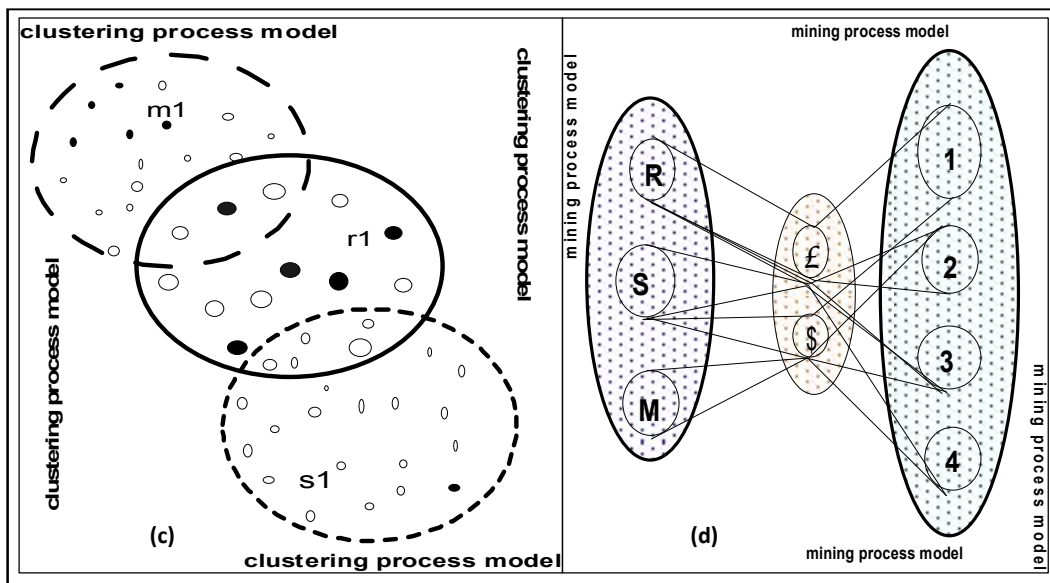 clustering process model
m1
r1
clustering process model
clustering process model
s1
(c)
clustering process model
mining process model
mining process model
R
S
M
£
$
1
2
3
4
(d)
mining process model
mining process model